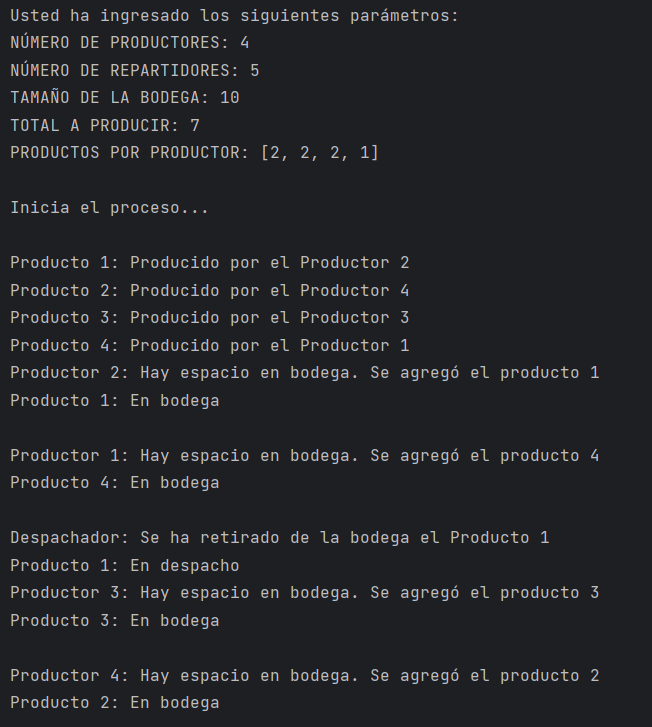 Usted ha ingresado los siguientes parámetros:
NÚMERO DE PRODUCTORES: 4
NÚMERO DE REPARTIDORES: 5
TAMAÑO DE LA BODEGA: 10
TOTAL A PRODUCIR: 7
PRODUCTOS POR PRODUCTOR: [2, 2, 2, 1]
Inicia el proceso...
Producto 1: Producido por el Productor 2
Producto 2: Producido por el Productor 4
Producto 3: Producido por el Productor 3
Producto 4: Producido por el Productor 1
Productor 2: Hay espacio en bodega. Se agregó el producto 1
Producto 1: En bodega
Productor 1: Hay espacio en bodega. Se agregó el producto 4
Producto 4: En bodega
Despachador: Se ha retirado de la bodega el Producto 1
Producto 1: En despacho
Productor 3: Hay espacio en bodega. Se agregó el producto 3
Producto 3: En bodega
Productor 4: Hay espacio en bodega. Se agregó el producto 2
Producto 2: En bodega